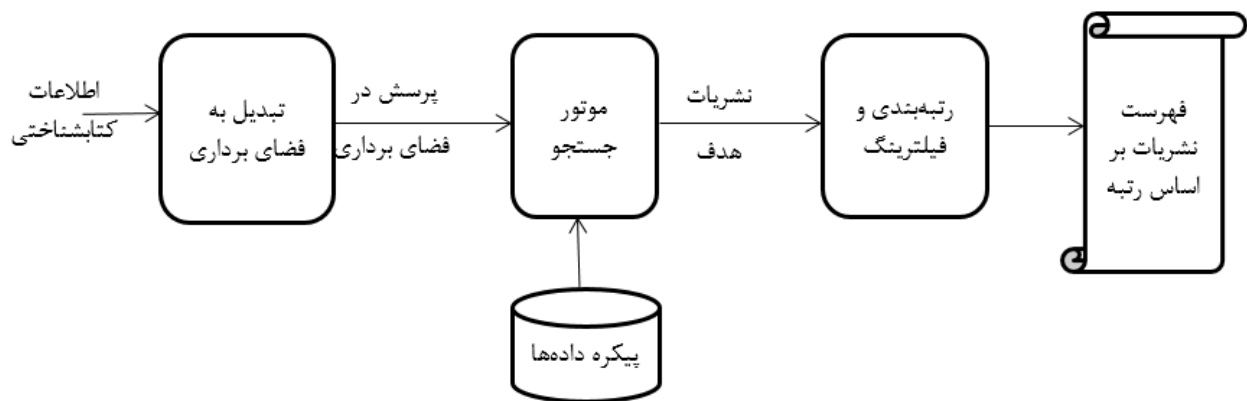 اطلاعات
کتابشناختی
تبدیل به
فضای برداری
پرسش در
فضای برداری
موتور
جستجو
نشریات
هدف
رتبه‌بندی و
فیلترینگ
فهرست
نشریات بر
اساس رتبه
پیکره داده‌ها